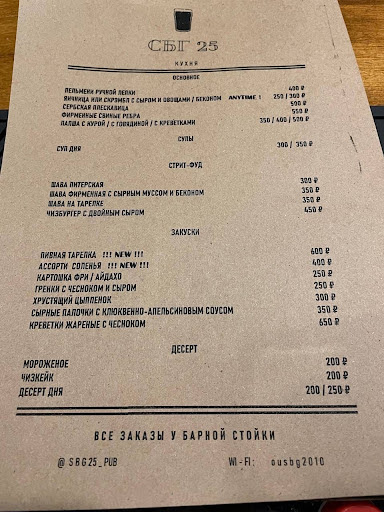 СБГ 25
КУХНЯ
ОСНОВНОЕ
ПЕЛЬМЕНИ РУЧНОЙ ЛЕПКИ 400 ₽
ЯИЧНИЦА ИЛИ СКРЭМБЛ С СЫРОМ И ОВОЩАМИ / БЕКОНОМ ANYTIME ! 250 / 300 ₽
СЕРБСКАЯ ПЛЕСКАВИЦА 500 ₽
ФИРМЕННЫЕ СВИНЫЕ РЕБРА 550 ₽
ЛАПША С КУРОЙ / С ГОВЯДИНОЙ / С КРЕВЕТКАМИ 350 / 400 / 500 ₽
СУПЫ
СУП ДНЯ 300 / 350 ₽
СТРИТ-ФУД
ШАВА ПИТЕРСКАЯ 300 ₽
ШАВА ФИРМЕННАЯ С СЫРНЫМ МУССОМ И БЕКОНОМ 350 ₽
ШАВА НА ТАРЕЛКЕ 350 ₽
ЧИЗБУРГЕР С ДВОЙНЫМ СЫРОМ 450 ₽
ЗАКУСКИ
ПИВНАЯ ТАРЕЛКА !!! NEW !!! 600 ₽
АССОРТИ СОЛЕНЬЯ !!! NEW !!! 400 ₽
КАРТОШКА ФРИ / АЙДАХО 250 ₽
ГРЕНКИ С ЧЕСНОКОМ И СЫРОМ 250 ₽
ХРУСТЯЩИЙ ЦЫПЛЕНОК 300 ₽
СЫРНЫЕ ПАЛОЧКИ С КЛЮКВЕННО-АПЕЛЬСИНОВЫМ СОУСОМ 350 ₽
КРЕВЕТКИ ЖАРЕНЫЕ С ЧЕСНОКОМ 650 ₽
ДЕСЕРТ
МОРОЖЕНОЕ 200 ₽
ЧИЗКЕЙК 200 ₽
ДЕСЕРТ ДНЯ 200 / 250 ₽
ВСЕ ЗАКАЗЫ У БАРНОЙ СТОЙКИ
@SBG25_PUB WI-FI: ousbg2010